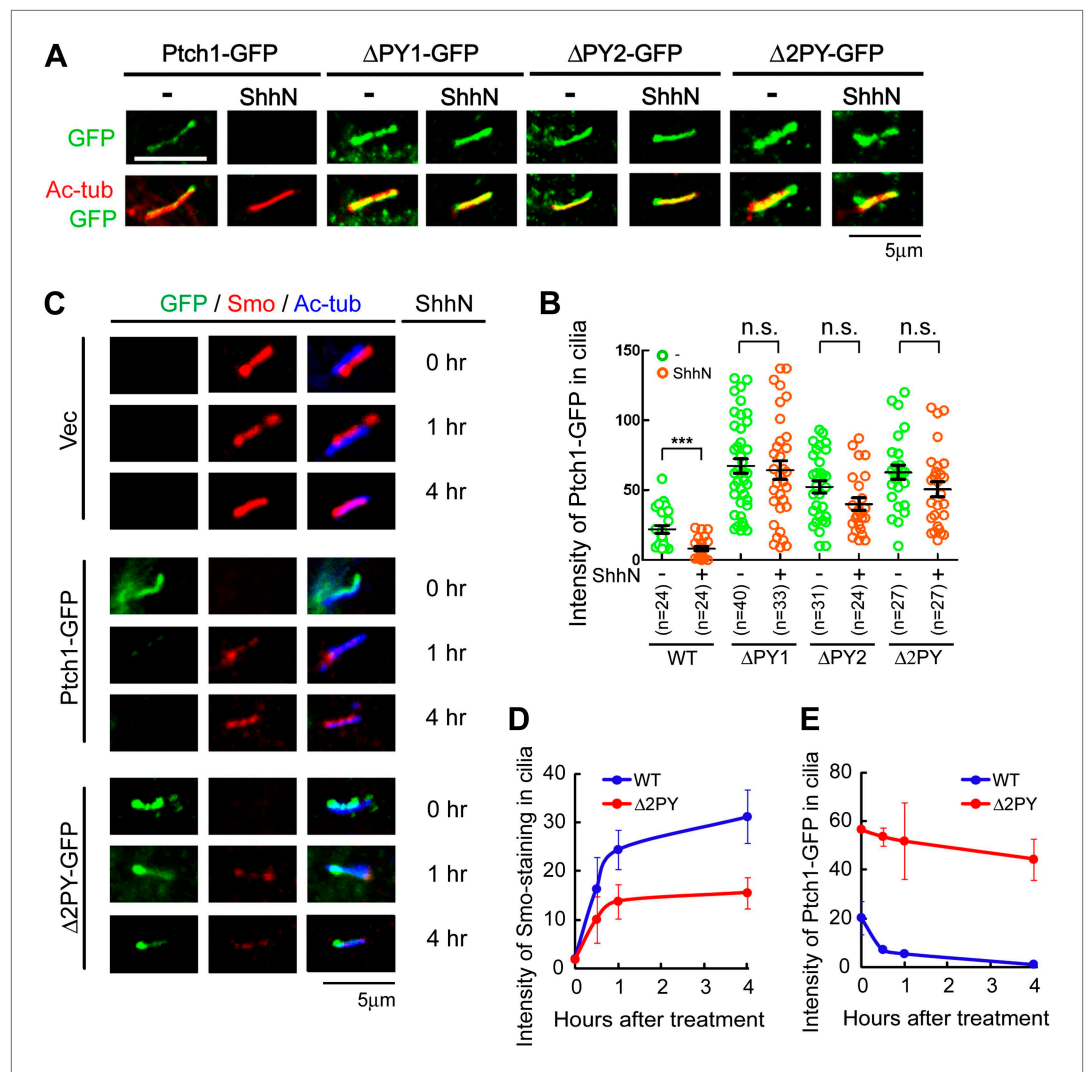 A
Ptch1-GFP ΔPY1-GFP ΔPY2-GFP Δ2PY-GFP
- ShhN - ShhN - ShhN - ShhN
GFP
Ac-tub
GFP
5μm
C
GFP / Smo / Ac-tub ShhN
Vec
0 hr
1 hr
4 hr
Ptch1-GFP
0 hr
1 hr
4 hr
Δ2PY-GFP
0 hr
1 hr
4 hr
5μm
B
Intensity of Ptch1-GFP in cilia
150
100
50
0
-
ShhN
*** n.s. n.s. n.s.
ShhN - + - + - + - +
(n=24) (n=24) (n=40) (n=33) (n=31) (n=24) (n=27) (n=27)
WT ΔPY1 ΔPY2 Δ2PY
D
Intensity of Smo-staining in cilia
40
30
20
10
0
WT
Δ2PY
0 1 2 3 4
Hours after treatment
E
Intensity of Ptch1-GFP in cilia
80
60
40
20
0
WT
Δ2PY
0 1 2 3 4
Hours after treatment